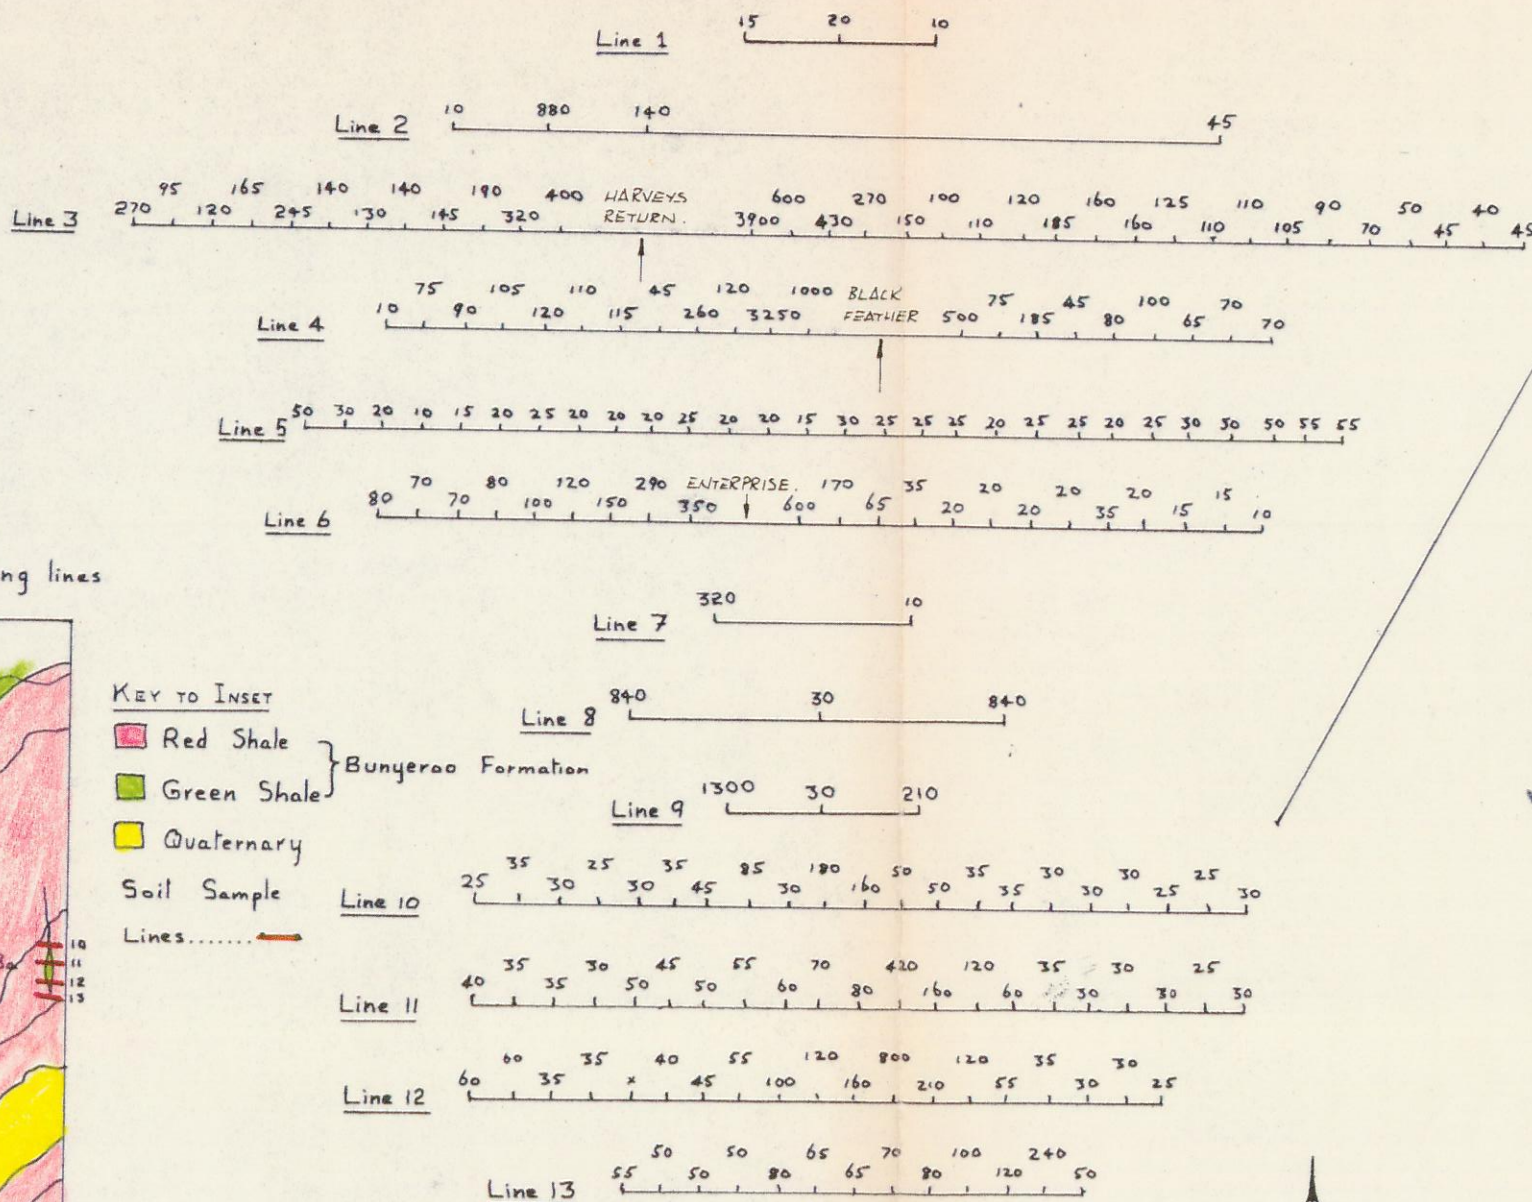 15 20 10
Line 1
10 880 140 45
Line 2
95 165 140 140 190 400 HARVEYS 600 270 100 120 160 125 110 90 50 40
270 120 245 130 145 320 RETURN. 3900 430 150 110 185 160 110 105 70 45 45
Line 3
75 105 110 45 120 1000 BLACK 75 45 100 70
10 90 120 115 260 3250 FEATHER 500 185 80 65 70
Line 4
50 30 20 10 15 20 25 20 20 20 25 20 20 15 30 25 25 25 20 25 25 20 25 30 30 50 55 55
Line 5
70 80 120 290 ENTERPRISE. 170 35 20 20 20 15
80 70 100 150 350 600 65 20 20 35 15 10
Line 6
ng lines
320 10
Line 7
KEY TO INSET
840 30 840
Line 8
Red Shale
Bunyeroo Formation
Green Shale
1300 30 210
Line 9
Quaternary
35 25 35 85 180 50 35 30 30 25
25 30 30 45 30 160 50 35 30 25 30
Line 10
Soil Sample
Lines.......
10
11
12
13
35 30 45 55 70 420 120 35 30 25
40 35 50 50 60 80 160 60 30 30 30
Line 11
60 35 40 55 120 800 120 35 30
60 35 x 45 100 160 210 55 30 25
Line 12
50 50 65 70 100 240
55 50 80 65 80 120 50
Line 13